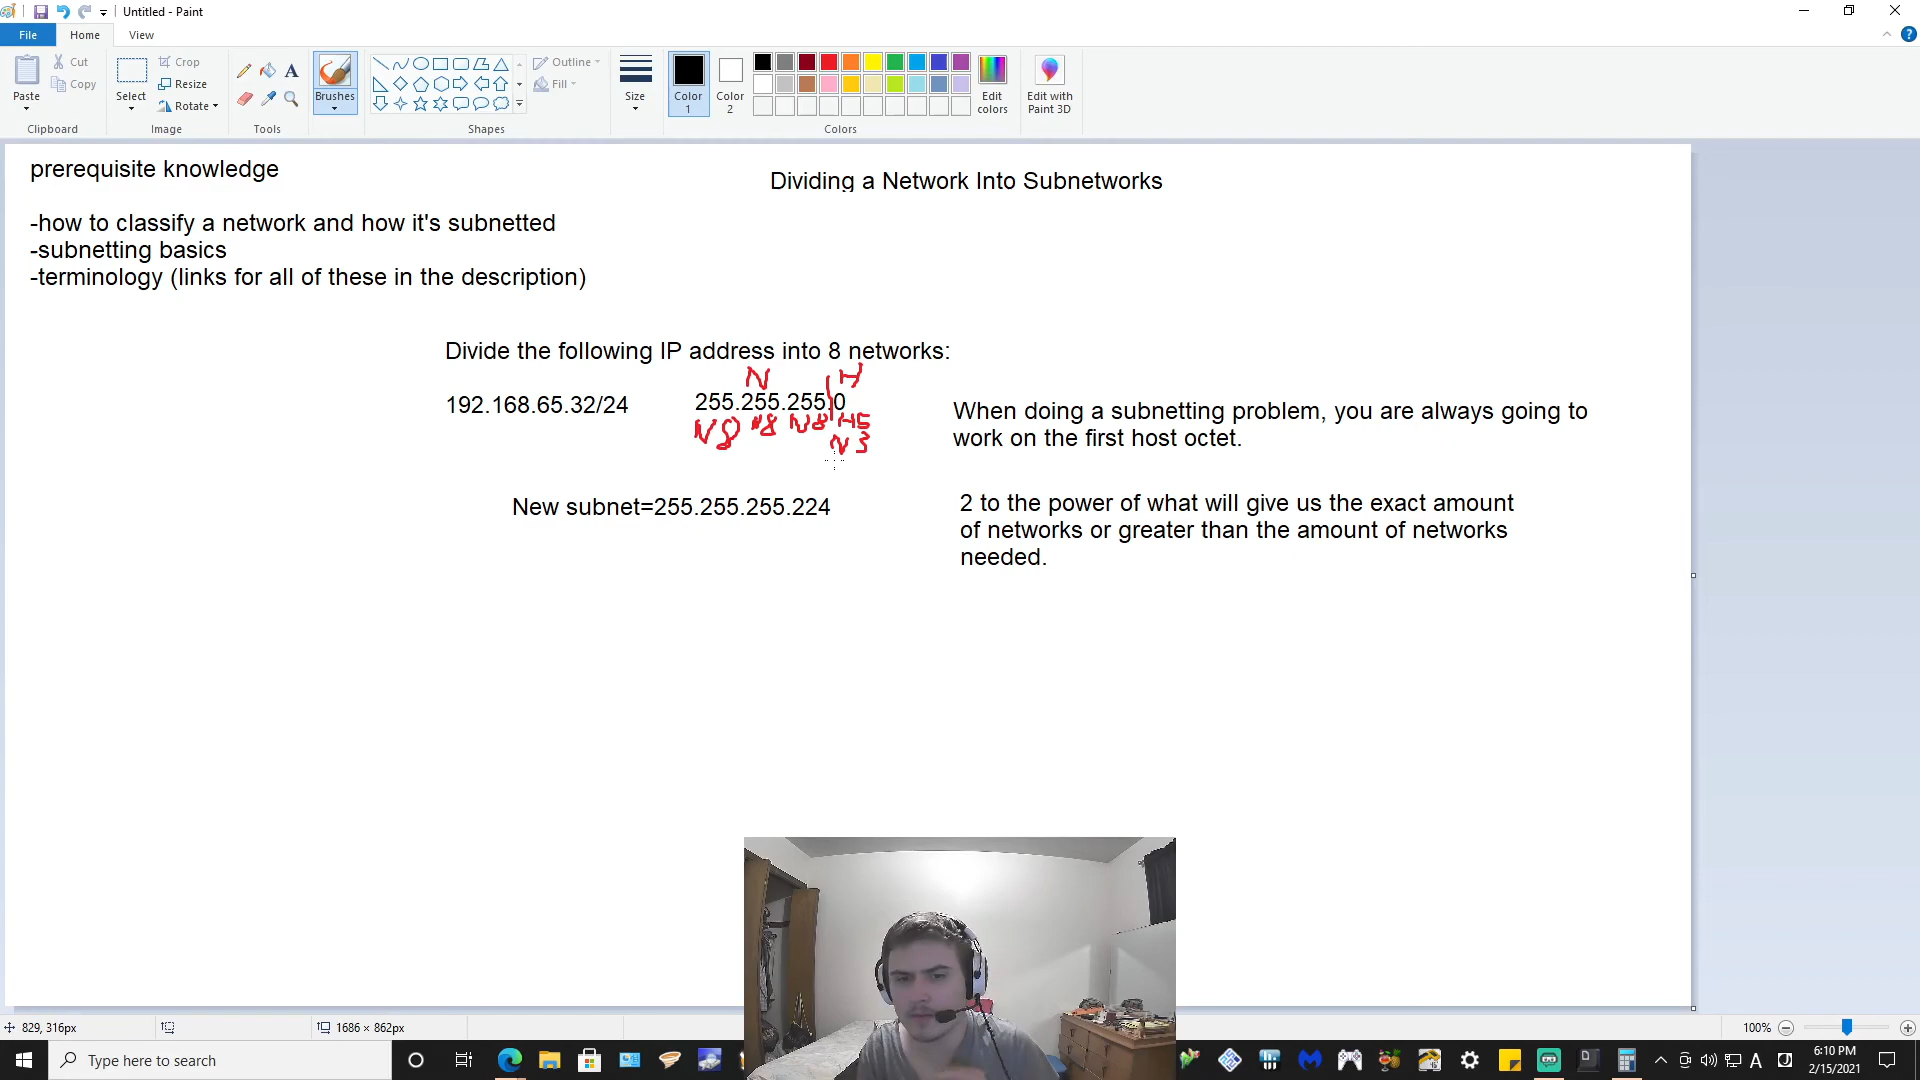 Untitled - Paint
File
Home
View
Paste
Cut
Copy
Clipboard
Select
Crop
Resize
Rotate
Image
Tools
Brushes
Shapes
Outline
Fill
Size
Color 1
Color 2
Colors
Edit colors
Edit with Paint 3D
prerequisite knowledge
Dividing a Network Into Subnetworks
-how to classify a network and how it's subnetted
-subnetting basics
-terminology (links for all of these in the description)
Divide the following IP address into 8 networks:
N H
192.168.65.32/24
255.255.255.0
N8 N8 N8 H5
N3
When doing a subnetting problem, you are always going to
work on the first host octet.
New subnet=255.255.255.224
2 to the power of what will give us the exact amount
of networks or greater than the amount of networks
needed.
829, 316px
1686 × 862px
100%
Type here to search
6:10 PM
2/15/2021